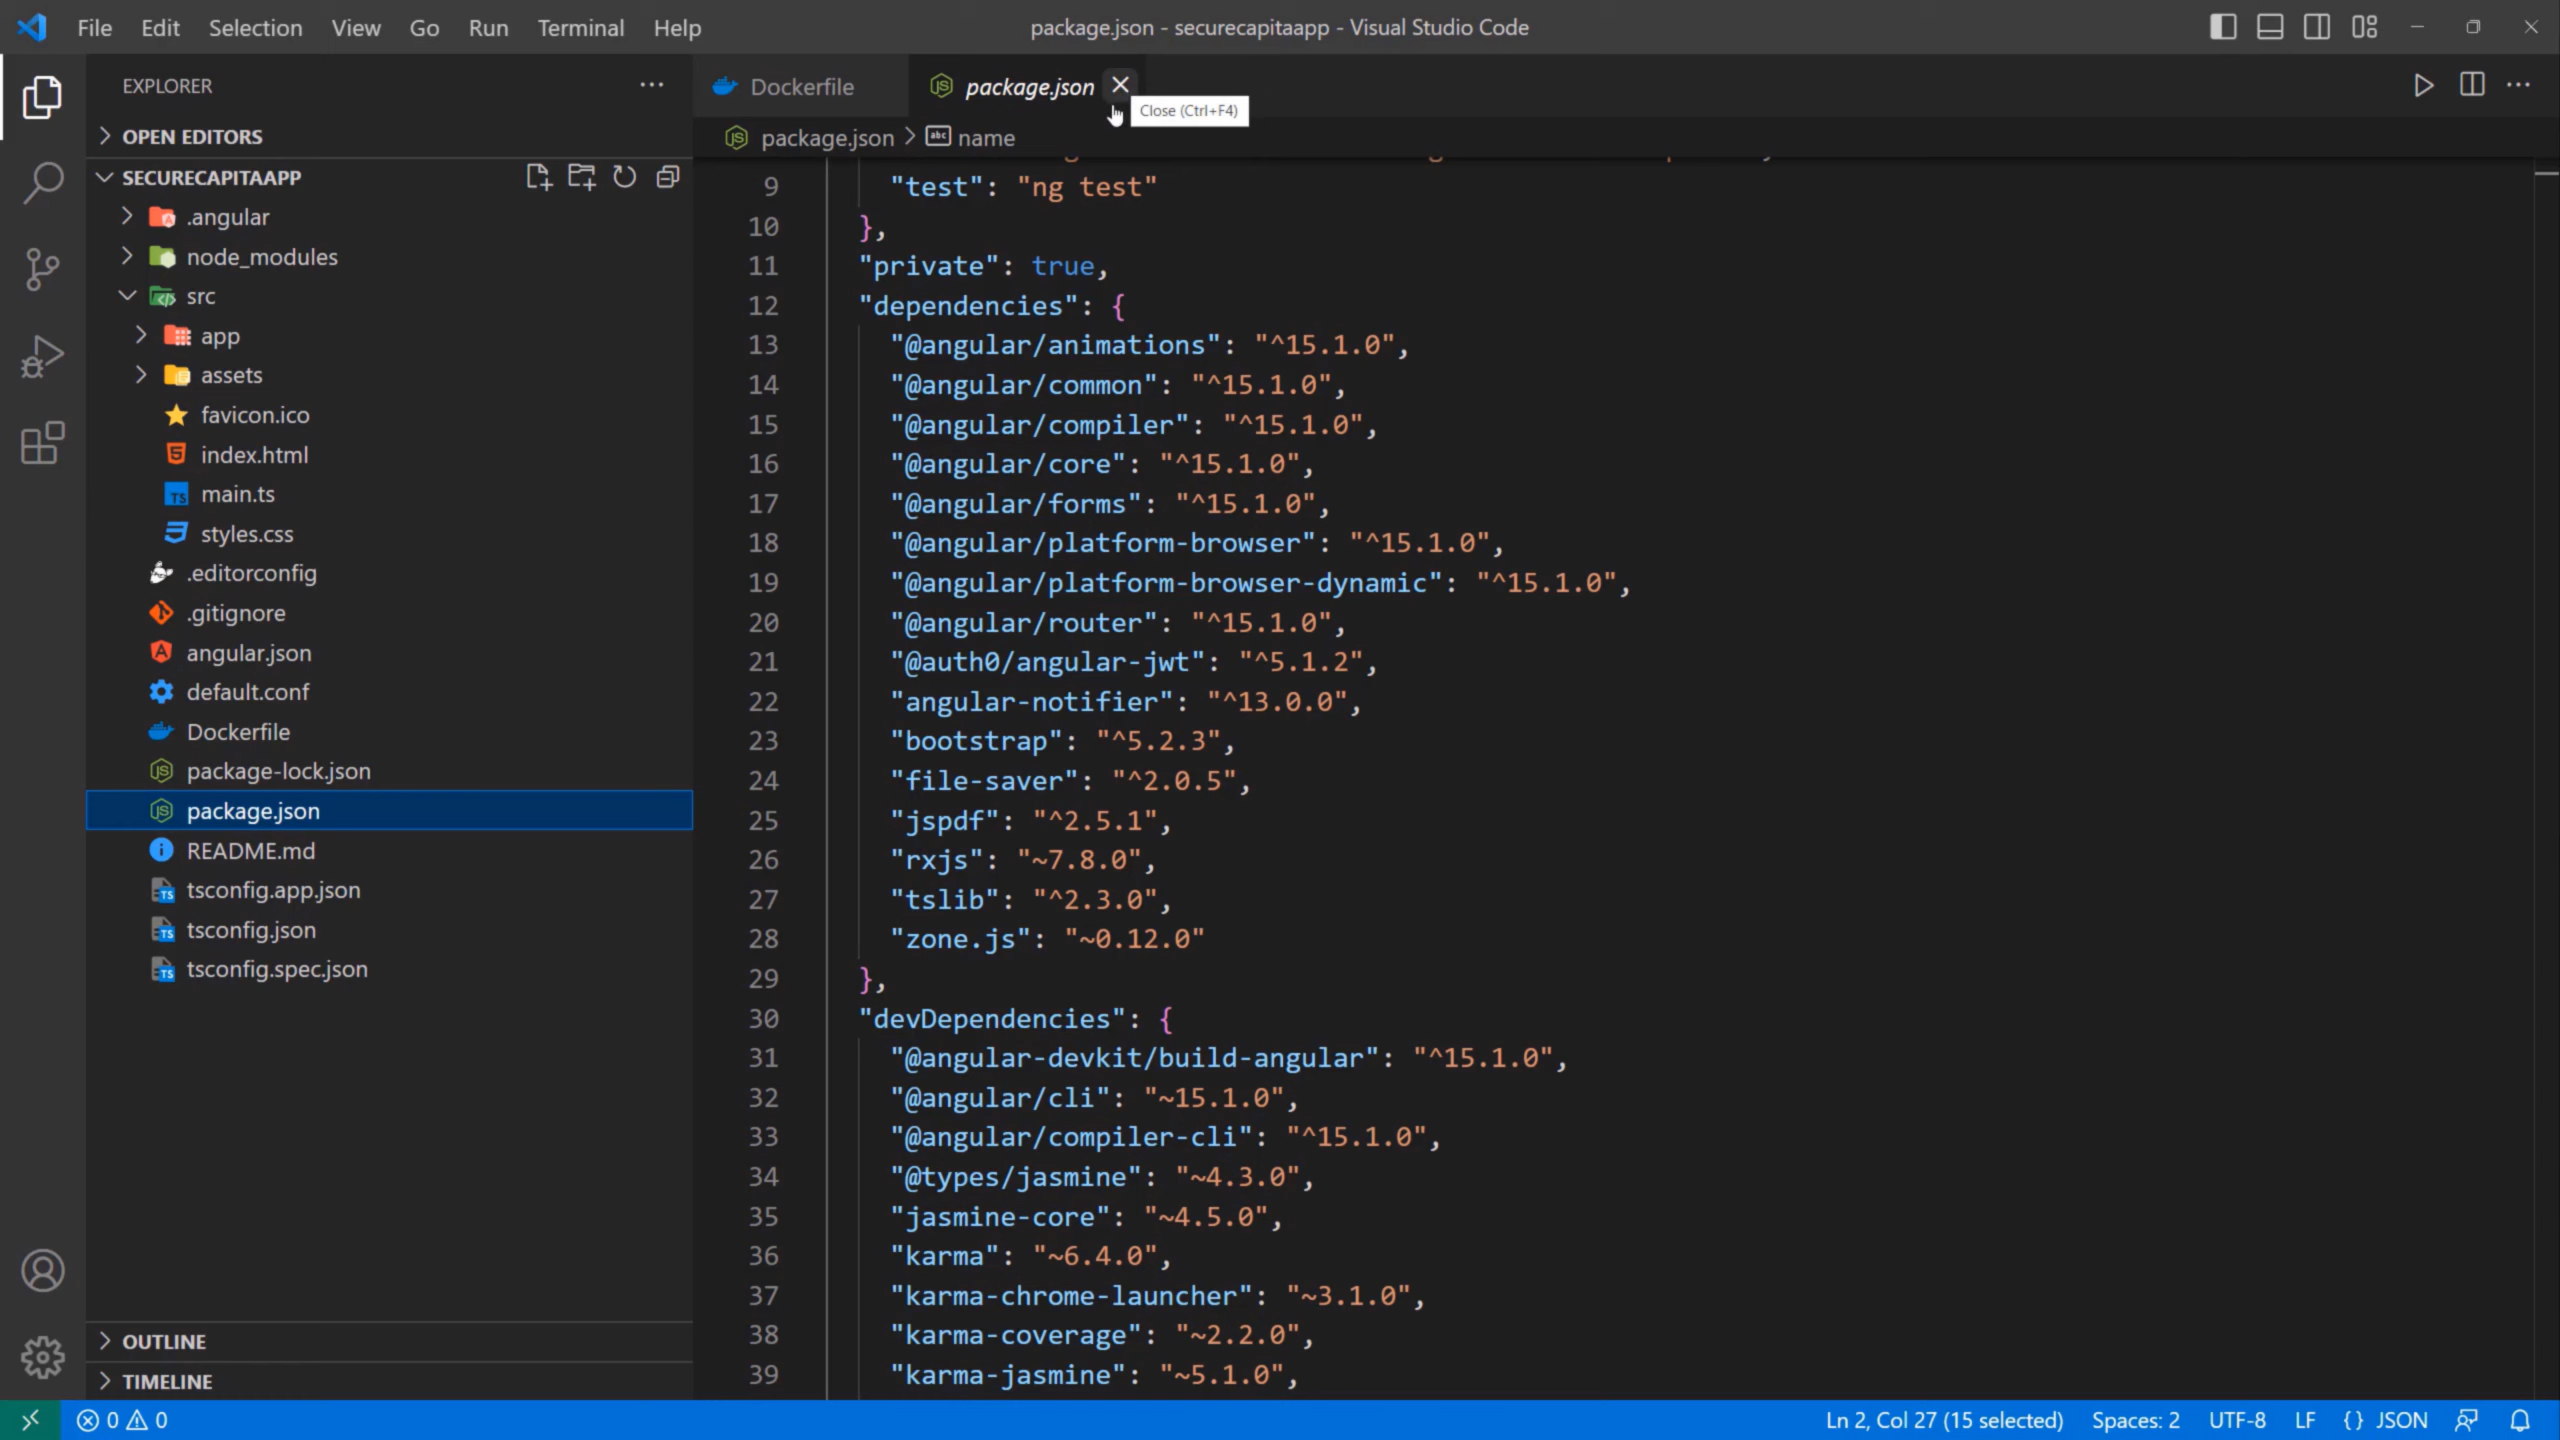 File Edit Selection View Go Run Terminal Help
package.json - securecapitaapp - Visual Studio Code
EXPLORER
OPEN EDITORS
SECURECAPITAAPP
.angular
node_modules
src
app
assets
favicon.ico
index.html
main.ts
styles.css
.editorconfig
.gitignore
angular.json
default.conf
Dockerfile
package-lock.json
package.json
README.md
tsconfig.app.json
tsconfig.json
tsconfig.spec.json
OUTLINE
TIMELINE
Dockerfile
package.json
Close (Ctrl+F4)
package.json > name
9 "test": "ng test"
10 },
11 "private": true,
12 "dependencies": {
13 "@angular/animations": "^15.1.0",
14 "@angular/common": "^15.1.0",
15 "@angular/compiler": "^15.1.0",
16 "@angular/core": "^15.1.0",
17 "@angular/forms": "^15.1.0",
18 "@angular/platform-browser": "^15.1.0",
19 "@angular/platform-browser-dynamic": "^15.1.0",
20 "@angular/router": "^15.1.0",
21 "@auth0/angular-jwt": "^5.1.2",
22 "angular-notifier": "^13.0.0",
23 "bootstrap": "^5.2.3",
24 "file-saver": "^2.0.5",
25 "jspdf": "^2.5.1",
26 "rxjs": "~7.8.0",
27 "tslib": "^2.3.0",
28 "zone.js": "~0.12.0"
29 },
30 "devDependencies": {
31 "@angular-devkit/build-angular": "^15.1.0",
32 "@angular/cli": "~15.1.0",
33 "@angular/compiler-cli": "^15.1.0",
34 "@types/jasmine": "~4.3.0",
35 "jasmine-core": "~4.5.0",
36 "karma": "~6.4.0",
37 "karma-chrome-launcher": "~3.1.0",
38 "karma-coverage": "~2.2.0",
39 "karma-jasmine": "~5.1.0",
0 0
Ln 2, Col 27 (15 selected) Spaces: 2 UTF-8 LF {} JSON